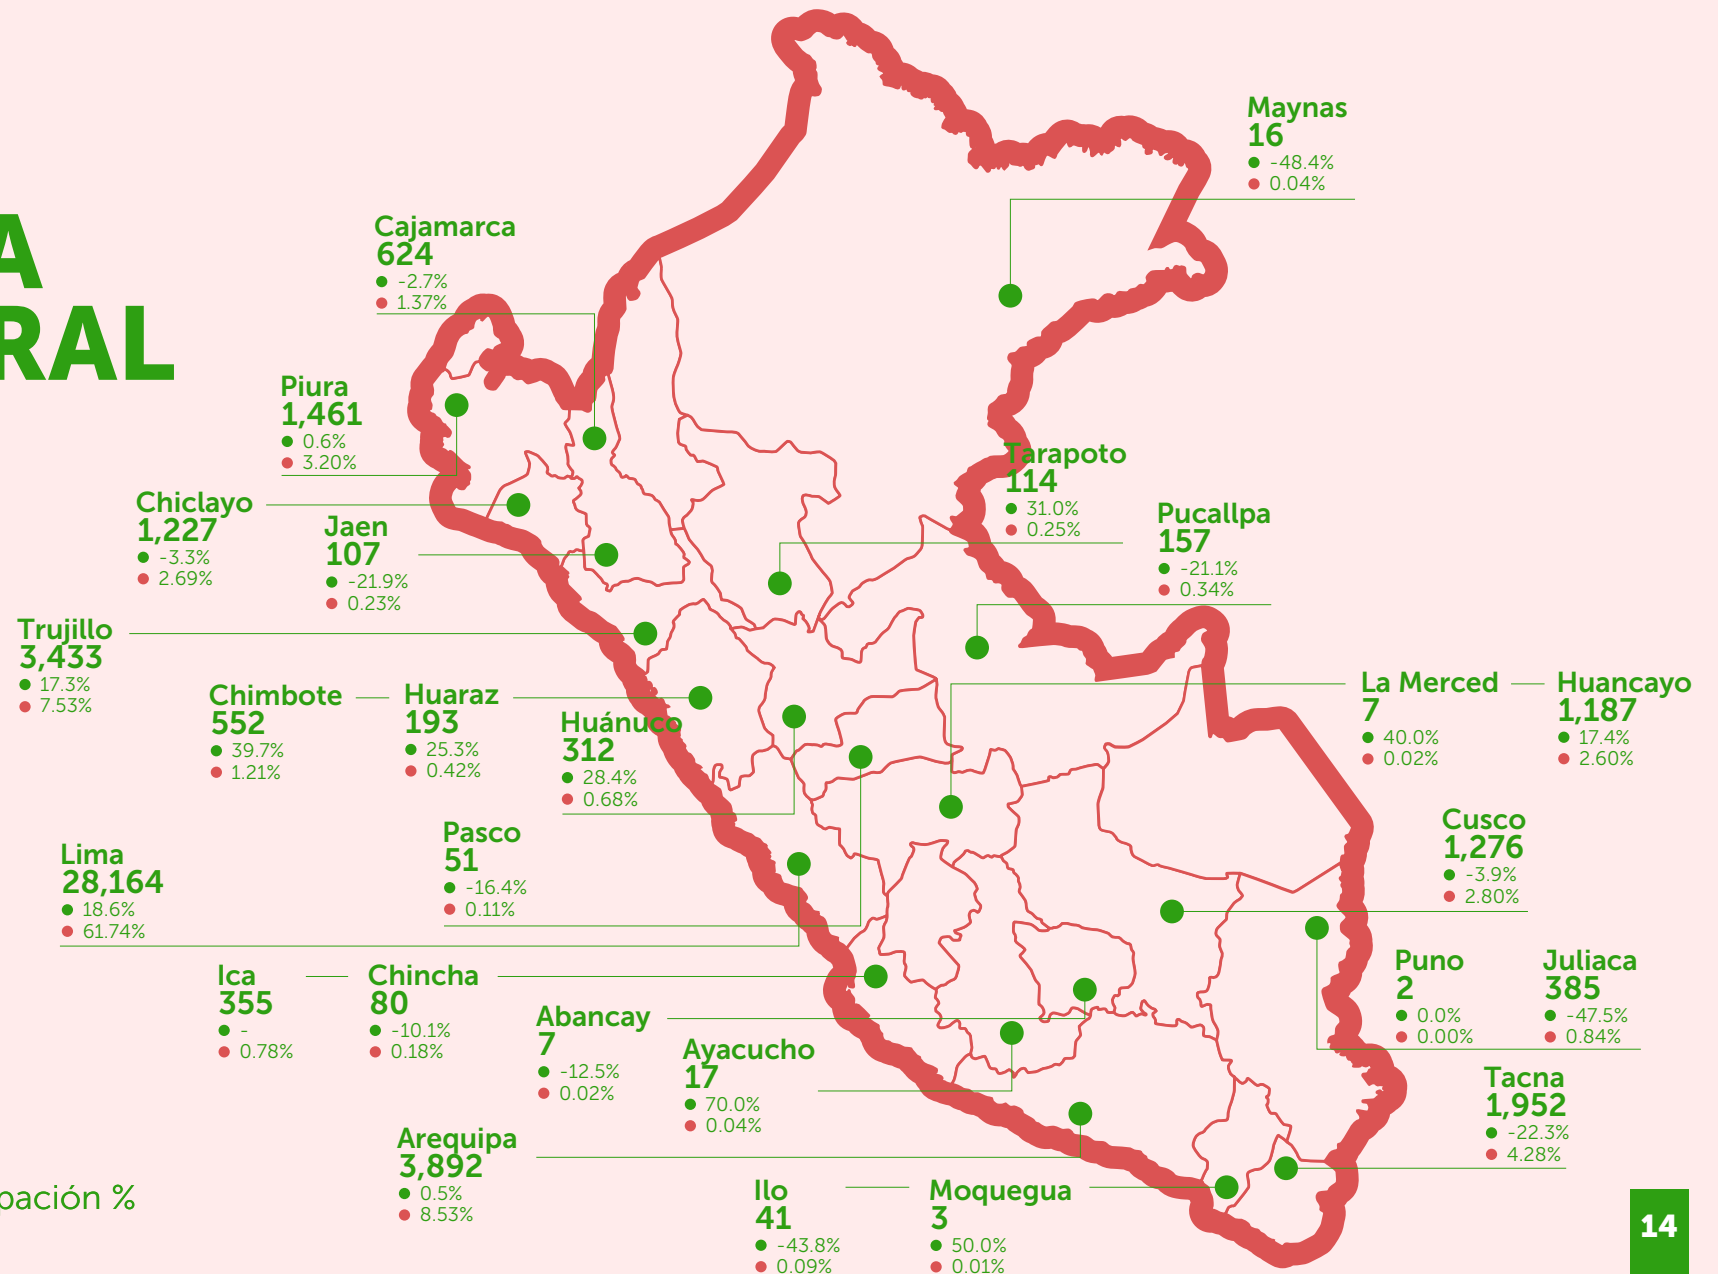 A
RAL
Maynas
16
-48.4%
0.04%
Cajamarca
624
-2.7%
1.37%
Piura
1,461
0.6%
3.20%
Tarapoto
114
31.0%
0.25%
Chiclayo
1,227
-3.3%
2.69%
Jaen
107
-21.9%
0.23%
Pucallpa
157
-21.1%
0.34%
Trujillo
3,433
17.3%
7.53%
Chimbote
552
39.7%
1.21%
Huaraz
193
25.3%
0.42%
Huánuco
312
28.4%
0.68%
La Merced
7
40.0%
0.02%
Huancayo
1,187
17.4%
2.60%
Pasco
51
-16.4%
0.11%
Cusco
1,276
-3.9%
2.80%
Lima
28,164
18.6%
61.74%
Ica
355
-
0.78%
Chincha
80
-10.1%
0.18%
Abancay
7
-12.5%
0.02%
Ayacucho
17
70.0%
0.04%
Puno
2
0.0%
0.00%
Juliaca
385
-47.5%
0.84%
Tacna
1,952
-22.3%
4.28%
Arequipa
3,892
0.5%
8.53%
Ilo
41
-43.8%
0.09%
Moquegua
3
50.0%
0.01%
pación %
14